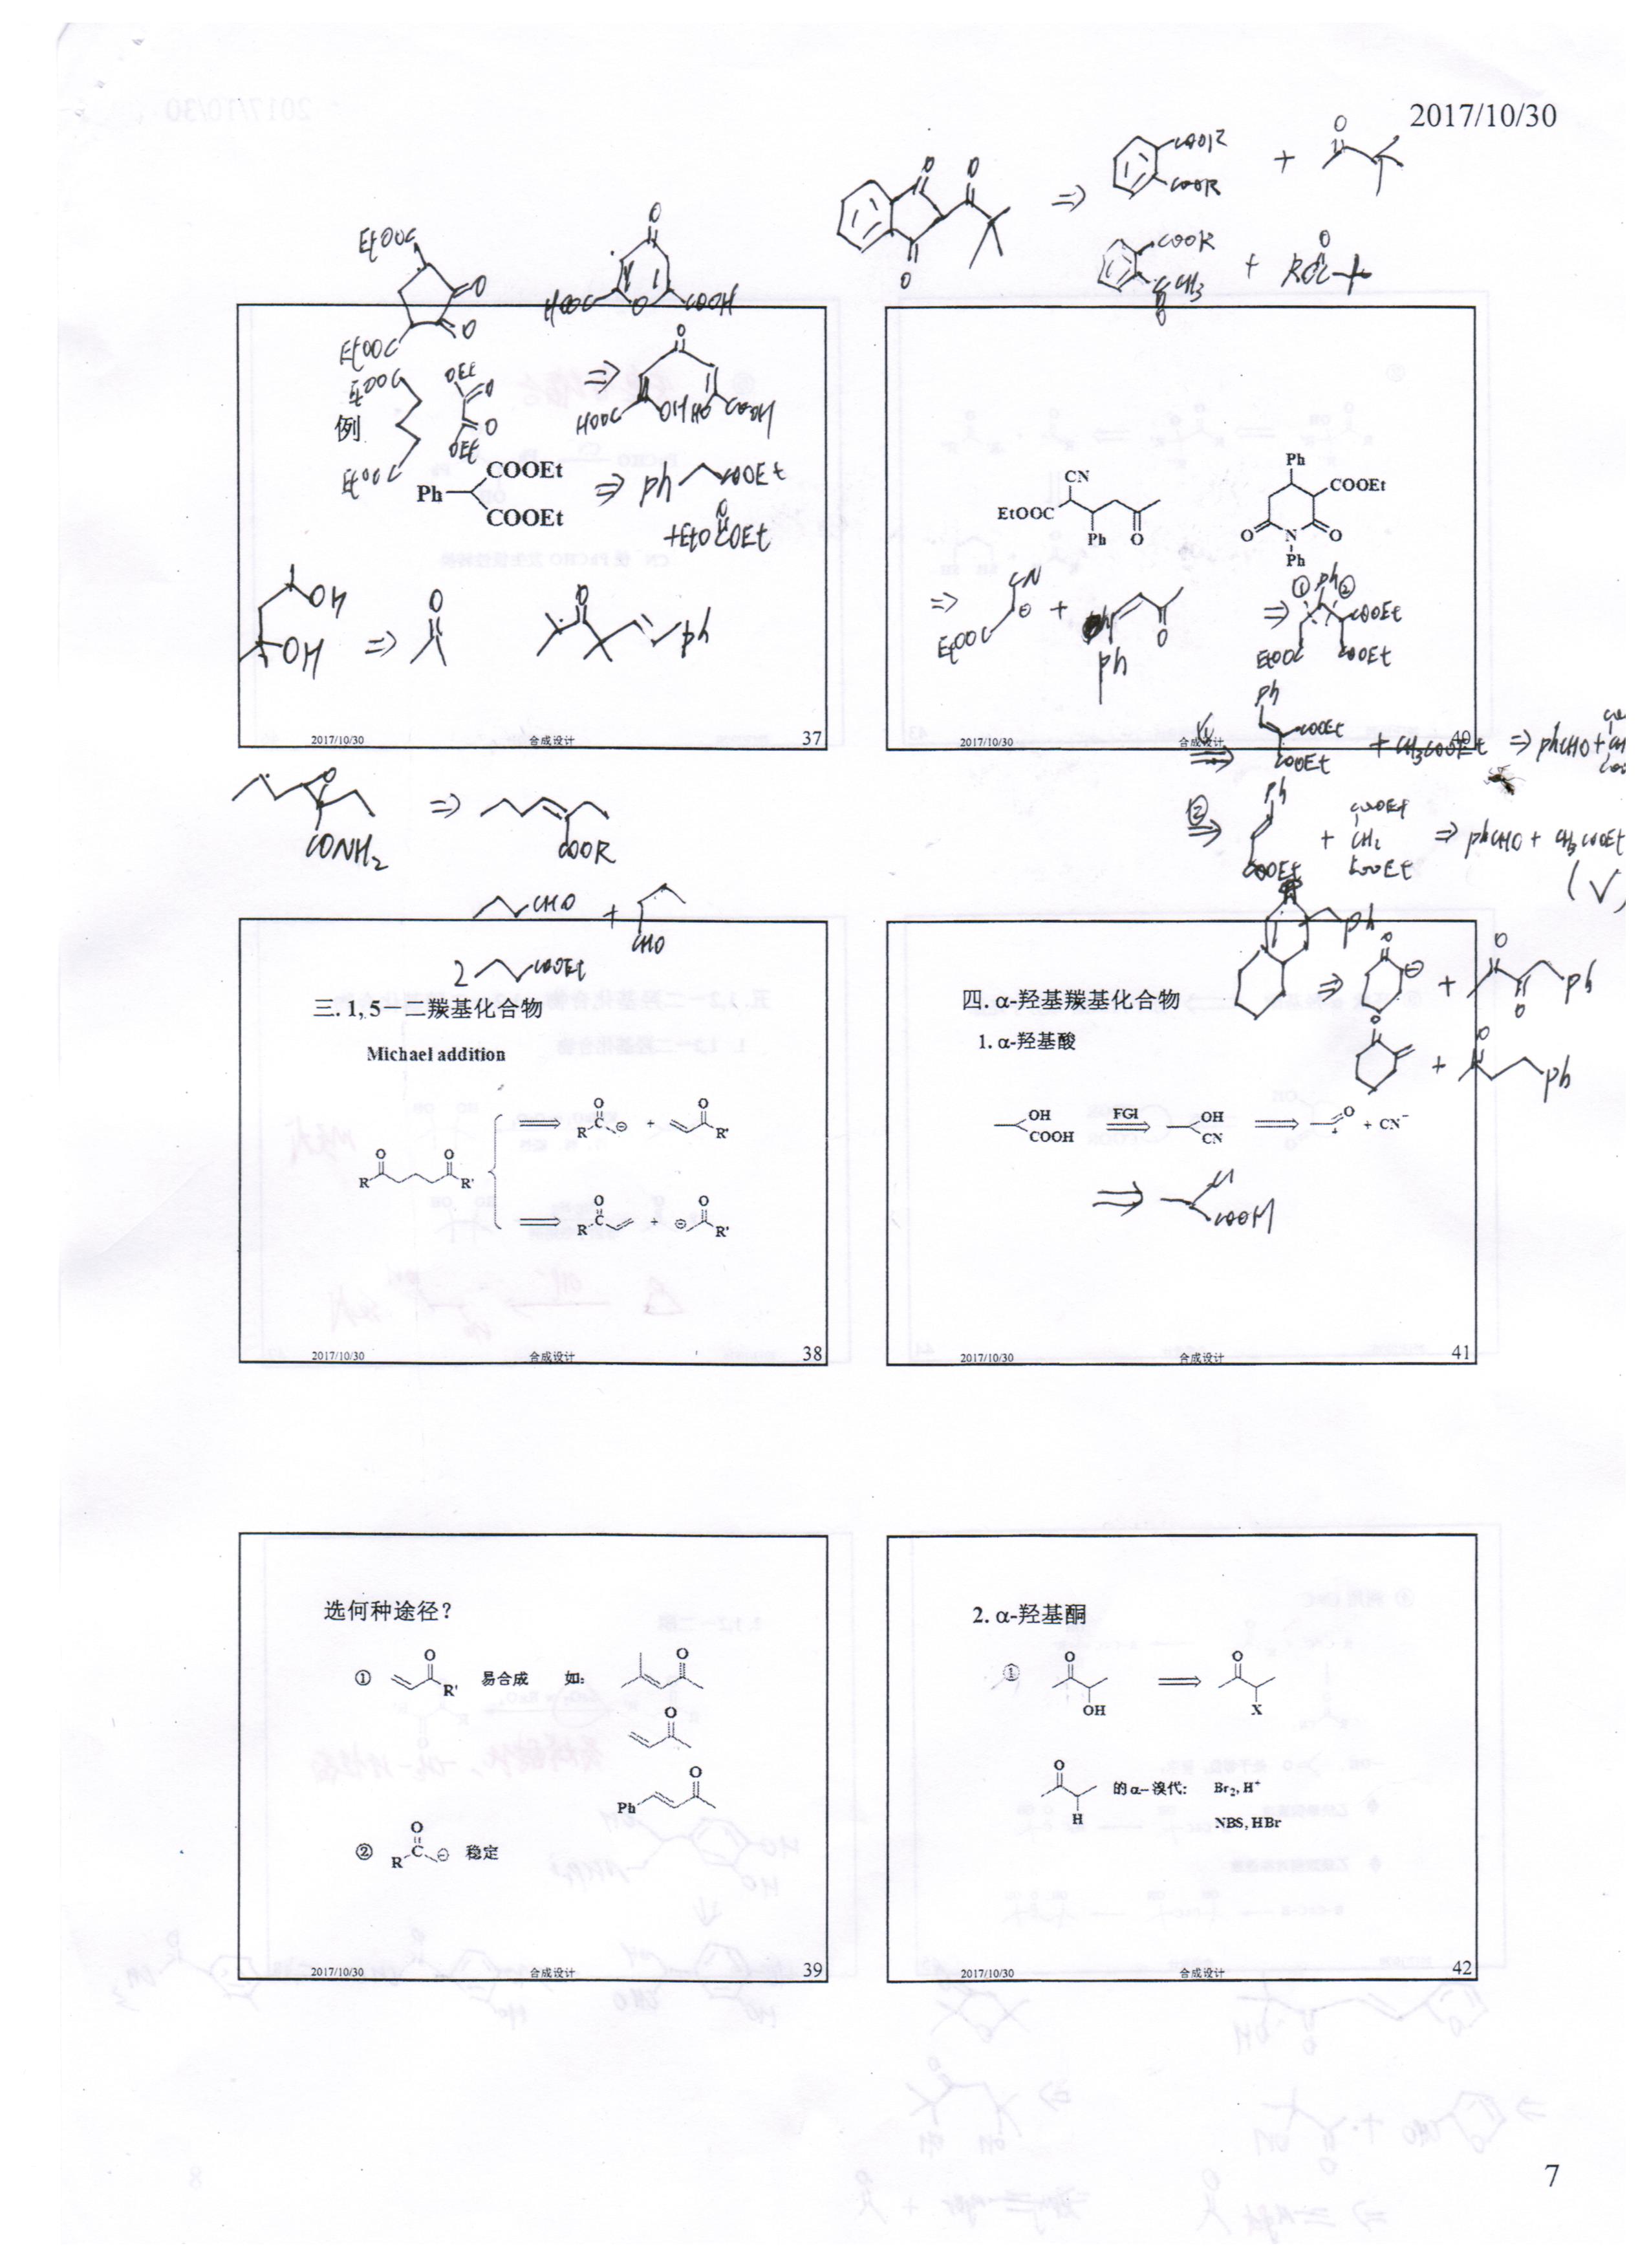 2017/10/30
COOR
COOR
+
COOR
CCH3
O
+
EtOOC
O
O
EtOOC
HOOC
O
COOH
O
EtOOC
EtOOC
OEt
O
O
OEt
O
HOOC
OH
HO
COOH
例
Ph
COOEt
COOEt
ph
COOEt
+EtO
COEt
OH
OH
O
ph
2017/10/30
合成设计
37
CN
EtOOC
Ph
O
Ph
COOEt
O
N
O
Ph
CN
EtOOC
+
ph
O
① ph ②
COOEt
EtOOC
COOEt
2017/10/30
合成设计
40
ph
COOEt
COOEt
+ CH3COOEt
phCHO +
②
ph
COOEt
+
COOEt
CH2
COOEt
phCHO + CH3COOEt
(√)
O
CONH2
COOR
CHO
+
CHO
2
COOEt
三. 1, 5－二羰基化合物
Michael addition
R
O
O
R'
R
O
C
⊖
+
O
R'
R
O
C
+
⊖
O
R'
2017/10/30
合成设计
38
ph
O
⊖
+
O
O
ph
O
+
O
ph
四. α-羟基羰基化合物
1. α-羟基酸
OH
COOH
FGI
OH
CN
O
+
+ CN⁻
COOH
2017/10/30
合成设计
41
选何种途径?
① O R' 易合成 如: O
O
Ph O
② R C O ⊖ 稳定
2017/10/30
合成设计
39
2. α-羟基酮
① O
OH
O
X
O
H
的 α－溴代: Br₂, H⁺
NBS, HBr
2017/10/30
合成设计
42
7